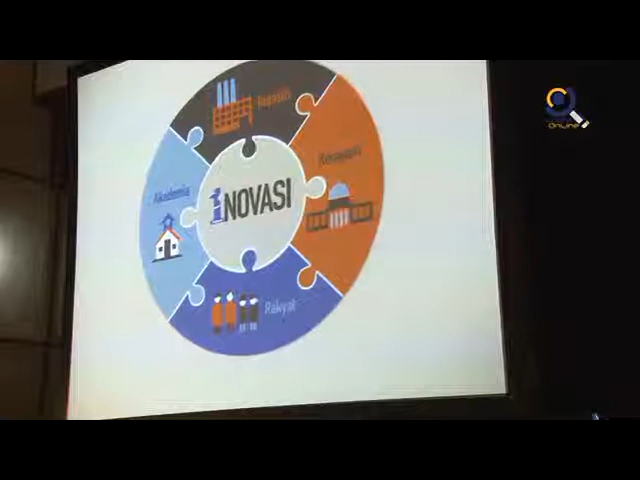 Industri
Kerajaan
Akademia
iNOVASI
Rakyat
OnLine